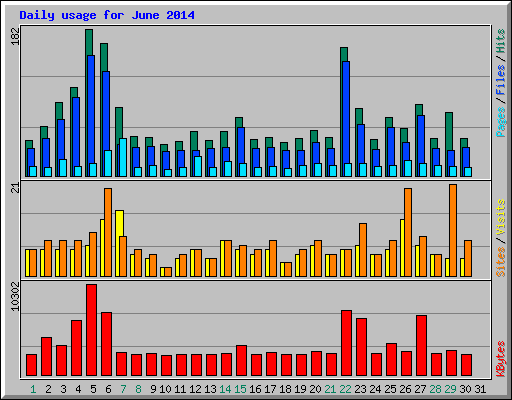 Daily usage for June 2014
182
Pages / Files / Hits
21
Sites / Visits
10302
KBytes
1 2 3 4 5 6 7 8 9 10 11 12 13 14 15 16 17 18 19 20 21 22 23 24 25 26 27 28 29 30 31